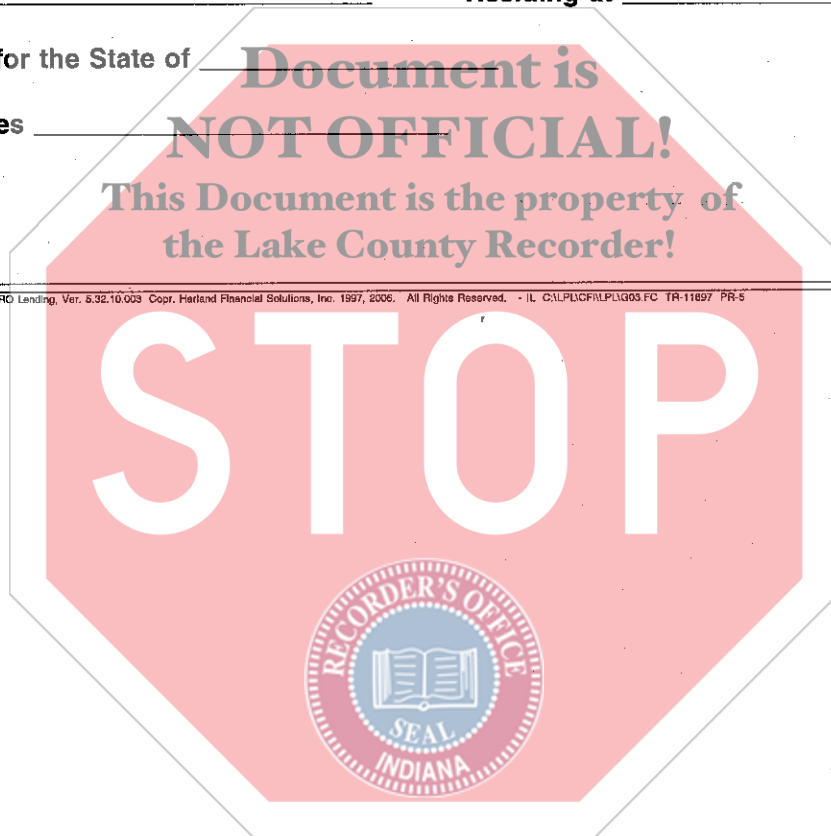 Residing at
for the State of
Document is
es
NOT OFFICIAL!
This Document is the property of
the Lake County Recorder!
RO Lending, Ver. 5.32.10.003 Copr. Harland Financial Solutions, Inc. 1997, 2006. All Rights Reserved. - IL C:\LPL\CFI\LPL\G03.FC TR-11697 PR-5
STOP
RECORDER'S OFFICE
SEAL
INDIANA